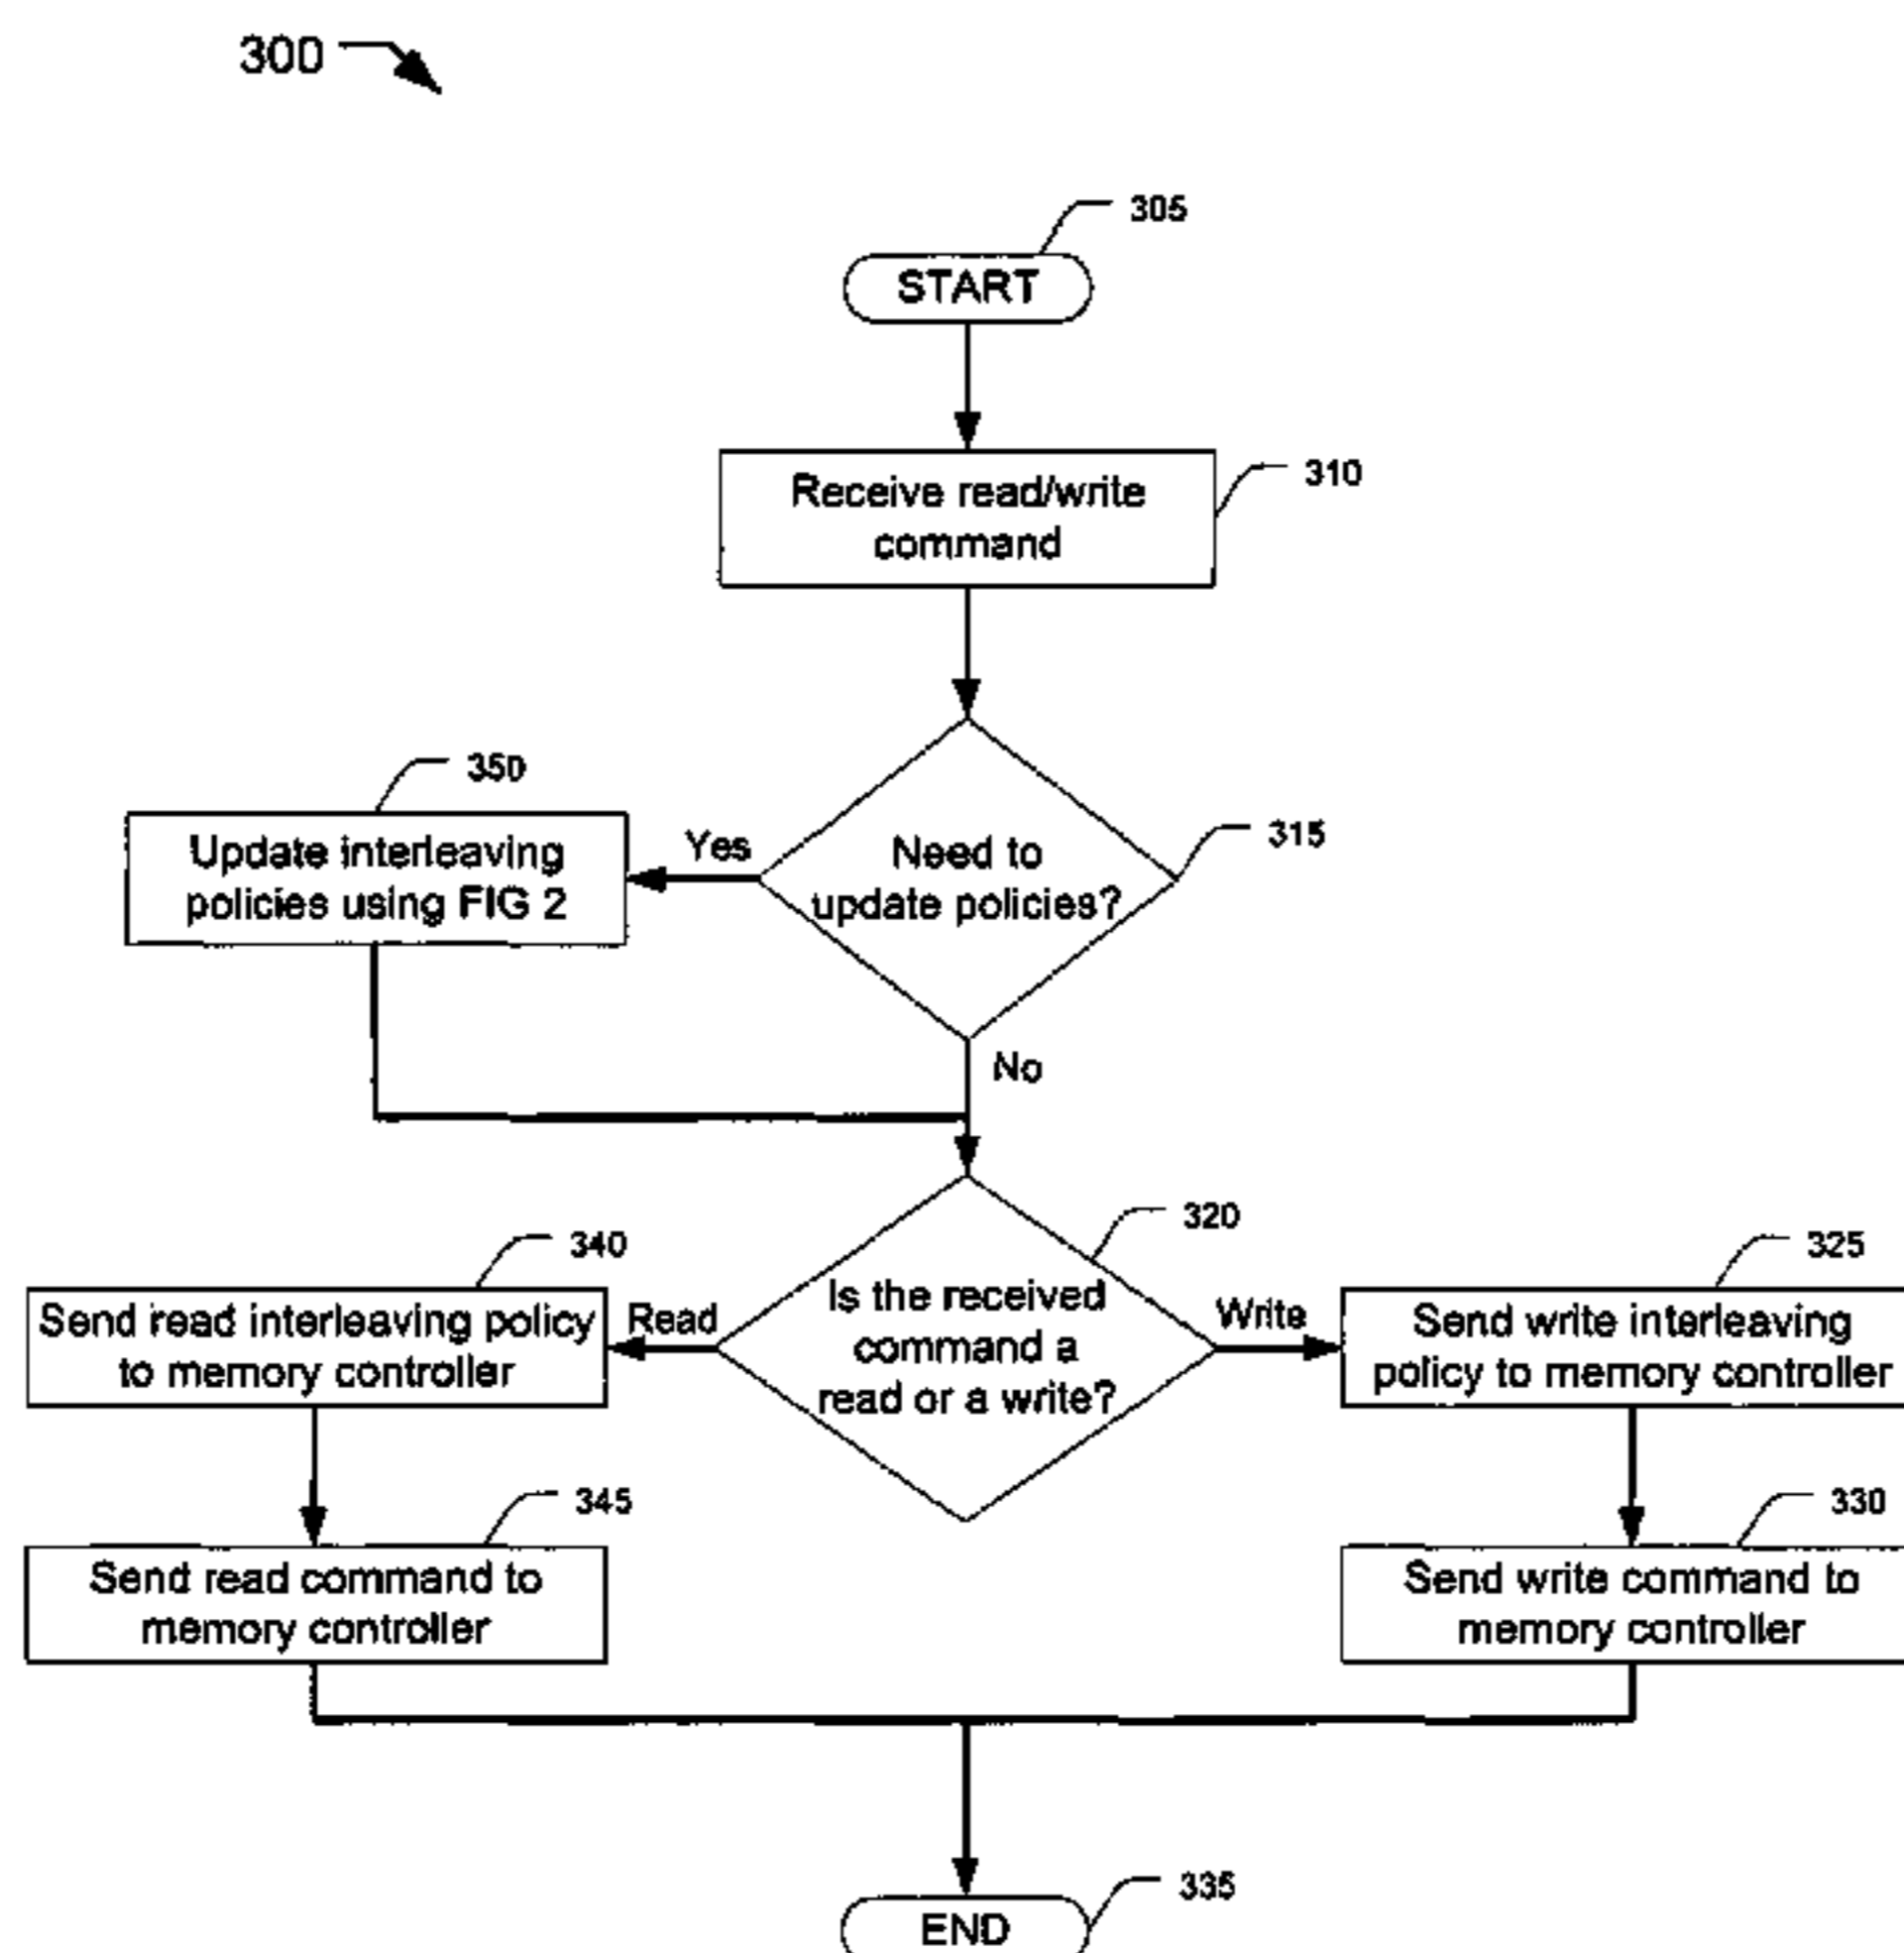 300
305
START
310
Receive read/write
command
350
315
Update interleaving
policies using FIG 2
Yes
Need to
update policies?
No
320
340
325
Send read interleaving policy
to memory controller
Read
Is the received
command a
read or a write?
Write
Send write interleaving
policy to memory controller
345
330
Send read command to
memory controller
Send write command to
memory controller
335
END